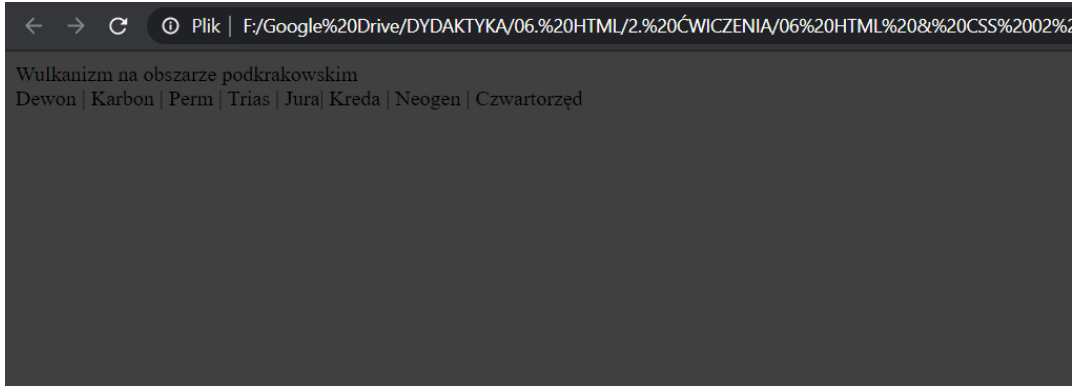 Plik | F:/Google%20Drive/DYDAKTYKA/06.%20HTML/2.%20ĆWICZENIA/06%20HTML%20&%20CSS%2002%2
Wulkanizm na obszarze podkrakowskim
Dewon | Karbon | Perm | Trias | Jura| Kreda | Neogen | Czwartorzęd